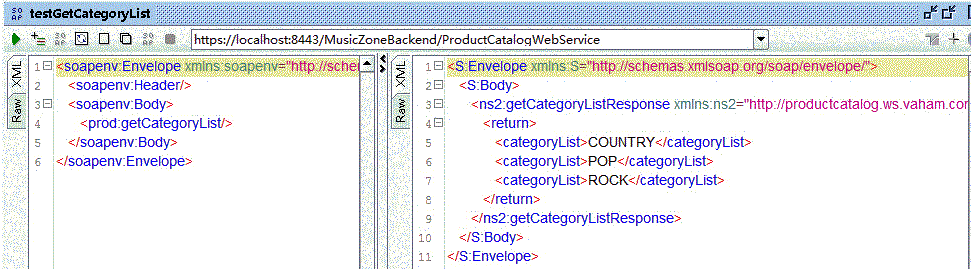 testGetCategoryList
https://localhost:8443/MusicZoneBackend/ProductCatalogWebService
XML
Raw
1 <soapenv:Envelope xmlns:soapenv="http://sche
2 <soapenv:Header/>
3 <soapenv:Body>
4 <prod:getCategoryList/>
5 </soapenv:Body>
6 </soapenv:Envelope>
XML
Raw
1 <S:Envelope xmlns:S="http://schemas.xmlsoap.org/soap/envelope/">
2 <S:Body>
3 <ns2:getCategoryListResponse xmlns:ns2="http://productcatalog.ws.vaham.co
4 <return>
5 <categoryList>COUNTRY</categoryList>
6 <categoryList>POP</categoryList>
7 <categoryList>ROCK</categoryList>
8 </return>
9 </ns2:getCategoryListResponse>
10 </S:Body>
11 </S:Envelope>